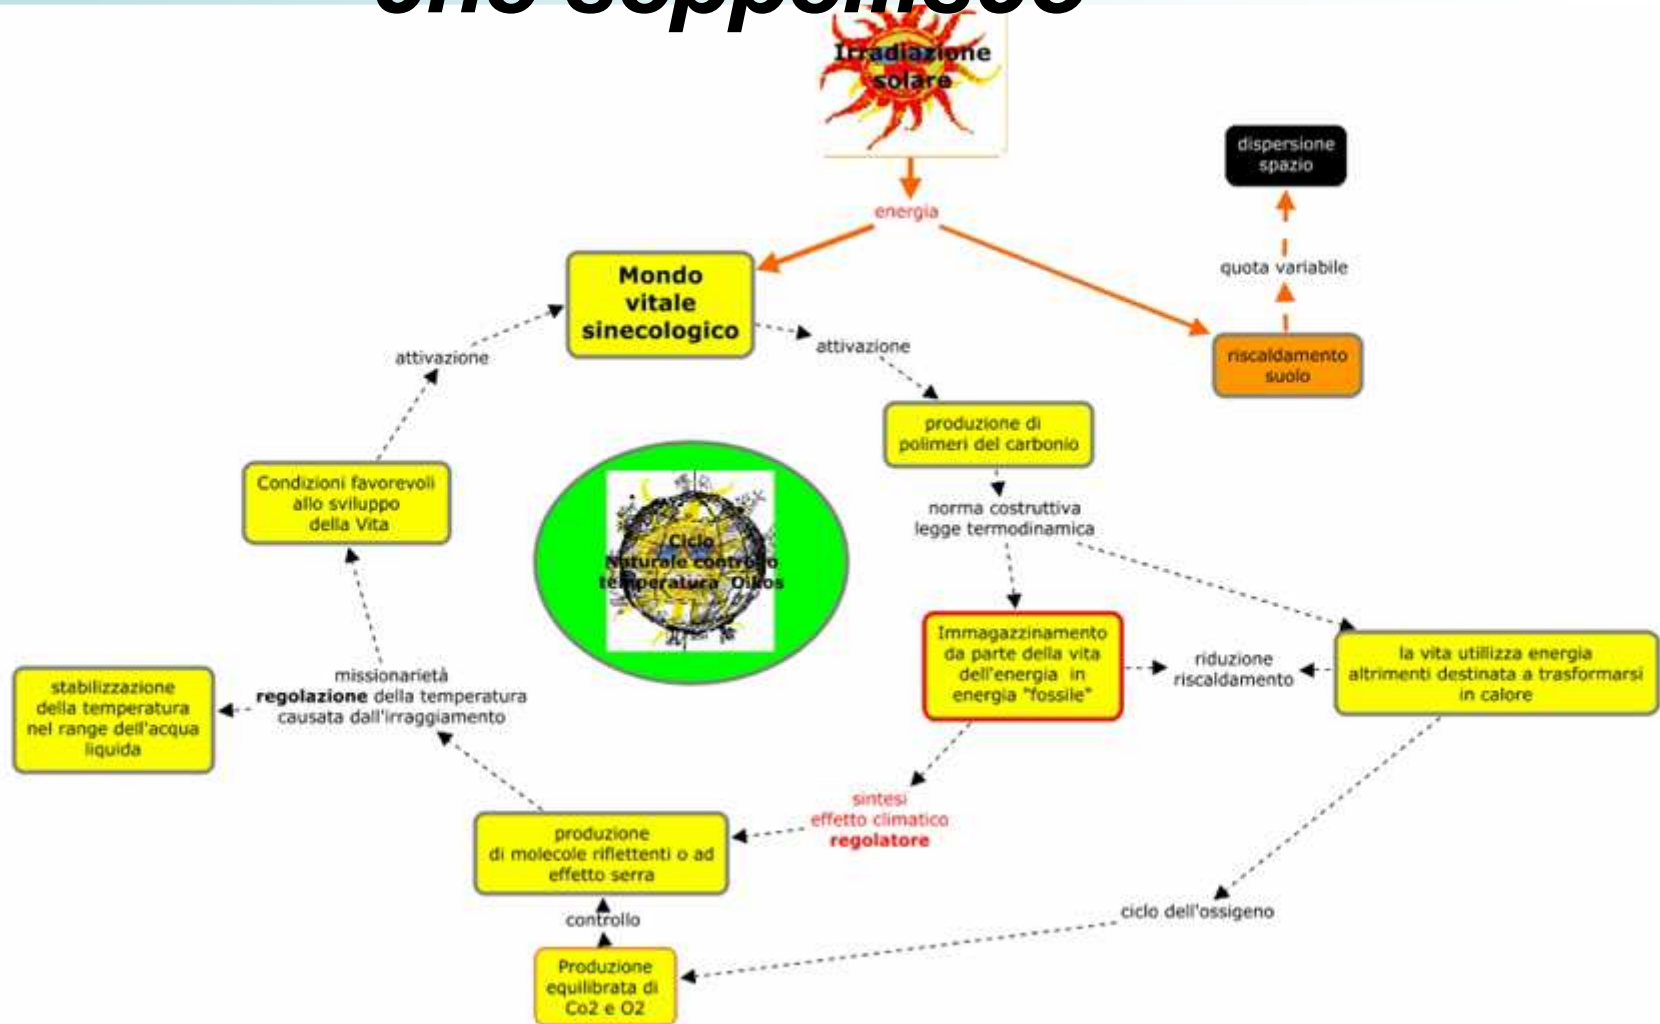 Irradiazione
solare
dispersione
spazio
energia
quota variabile
Mondo
vitale
sinecologico
riscaldamento
suolo
attivazione
attivazione
produzione di
polimeri del carbonio
Condizioni favorevoli
allo sviluppo
della Vita
norma costruttiva
legge termodinamica
Ciclo
Naturale controllo
temperatura Oikos
Immagazzinamento
da parte della vita
dell'energia in
energia "fossile"
riduzione
riscaldamento
la vita utilizza energia
altrimenti destinata a trasformarsi
in calore
stabilizzazione
della temperatura
nel range dell'acqua
liquida
missionarietà
regolazione della temperatura
causata dall'irraggiamento
sintesi
effetto climatico
regolatore
produzione
di molecole riflettenti o ad
effetto serra
controllo
ciclo dell'ossigeno
Produzione
equilibrata di
Co2 e O2